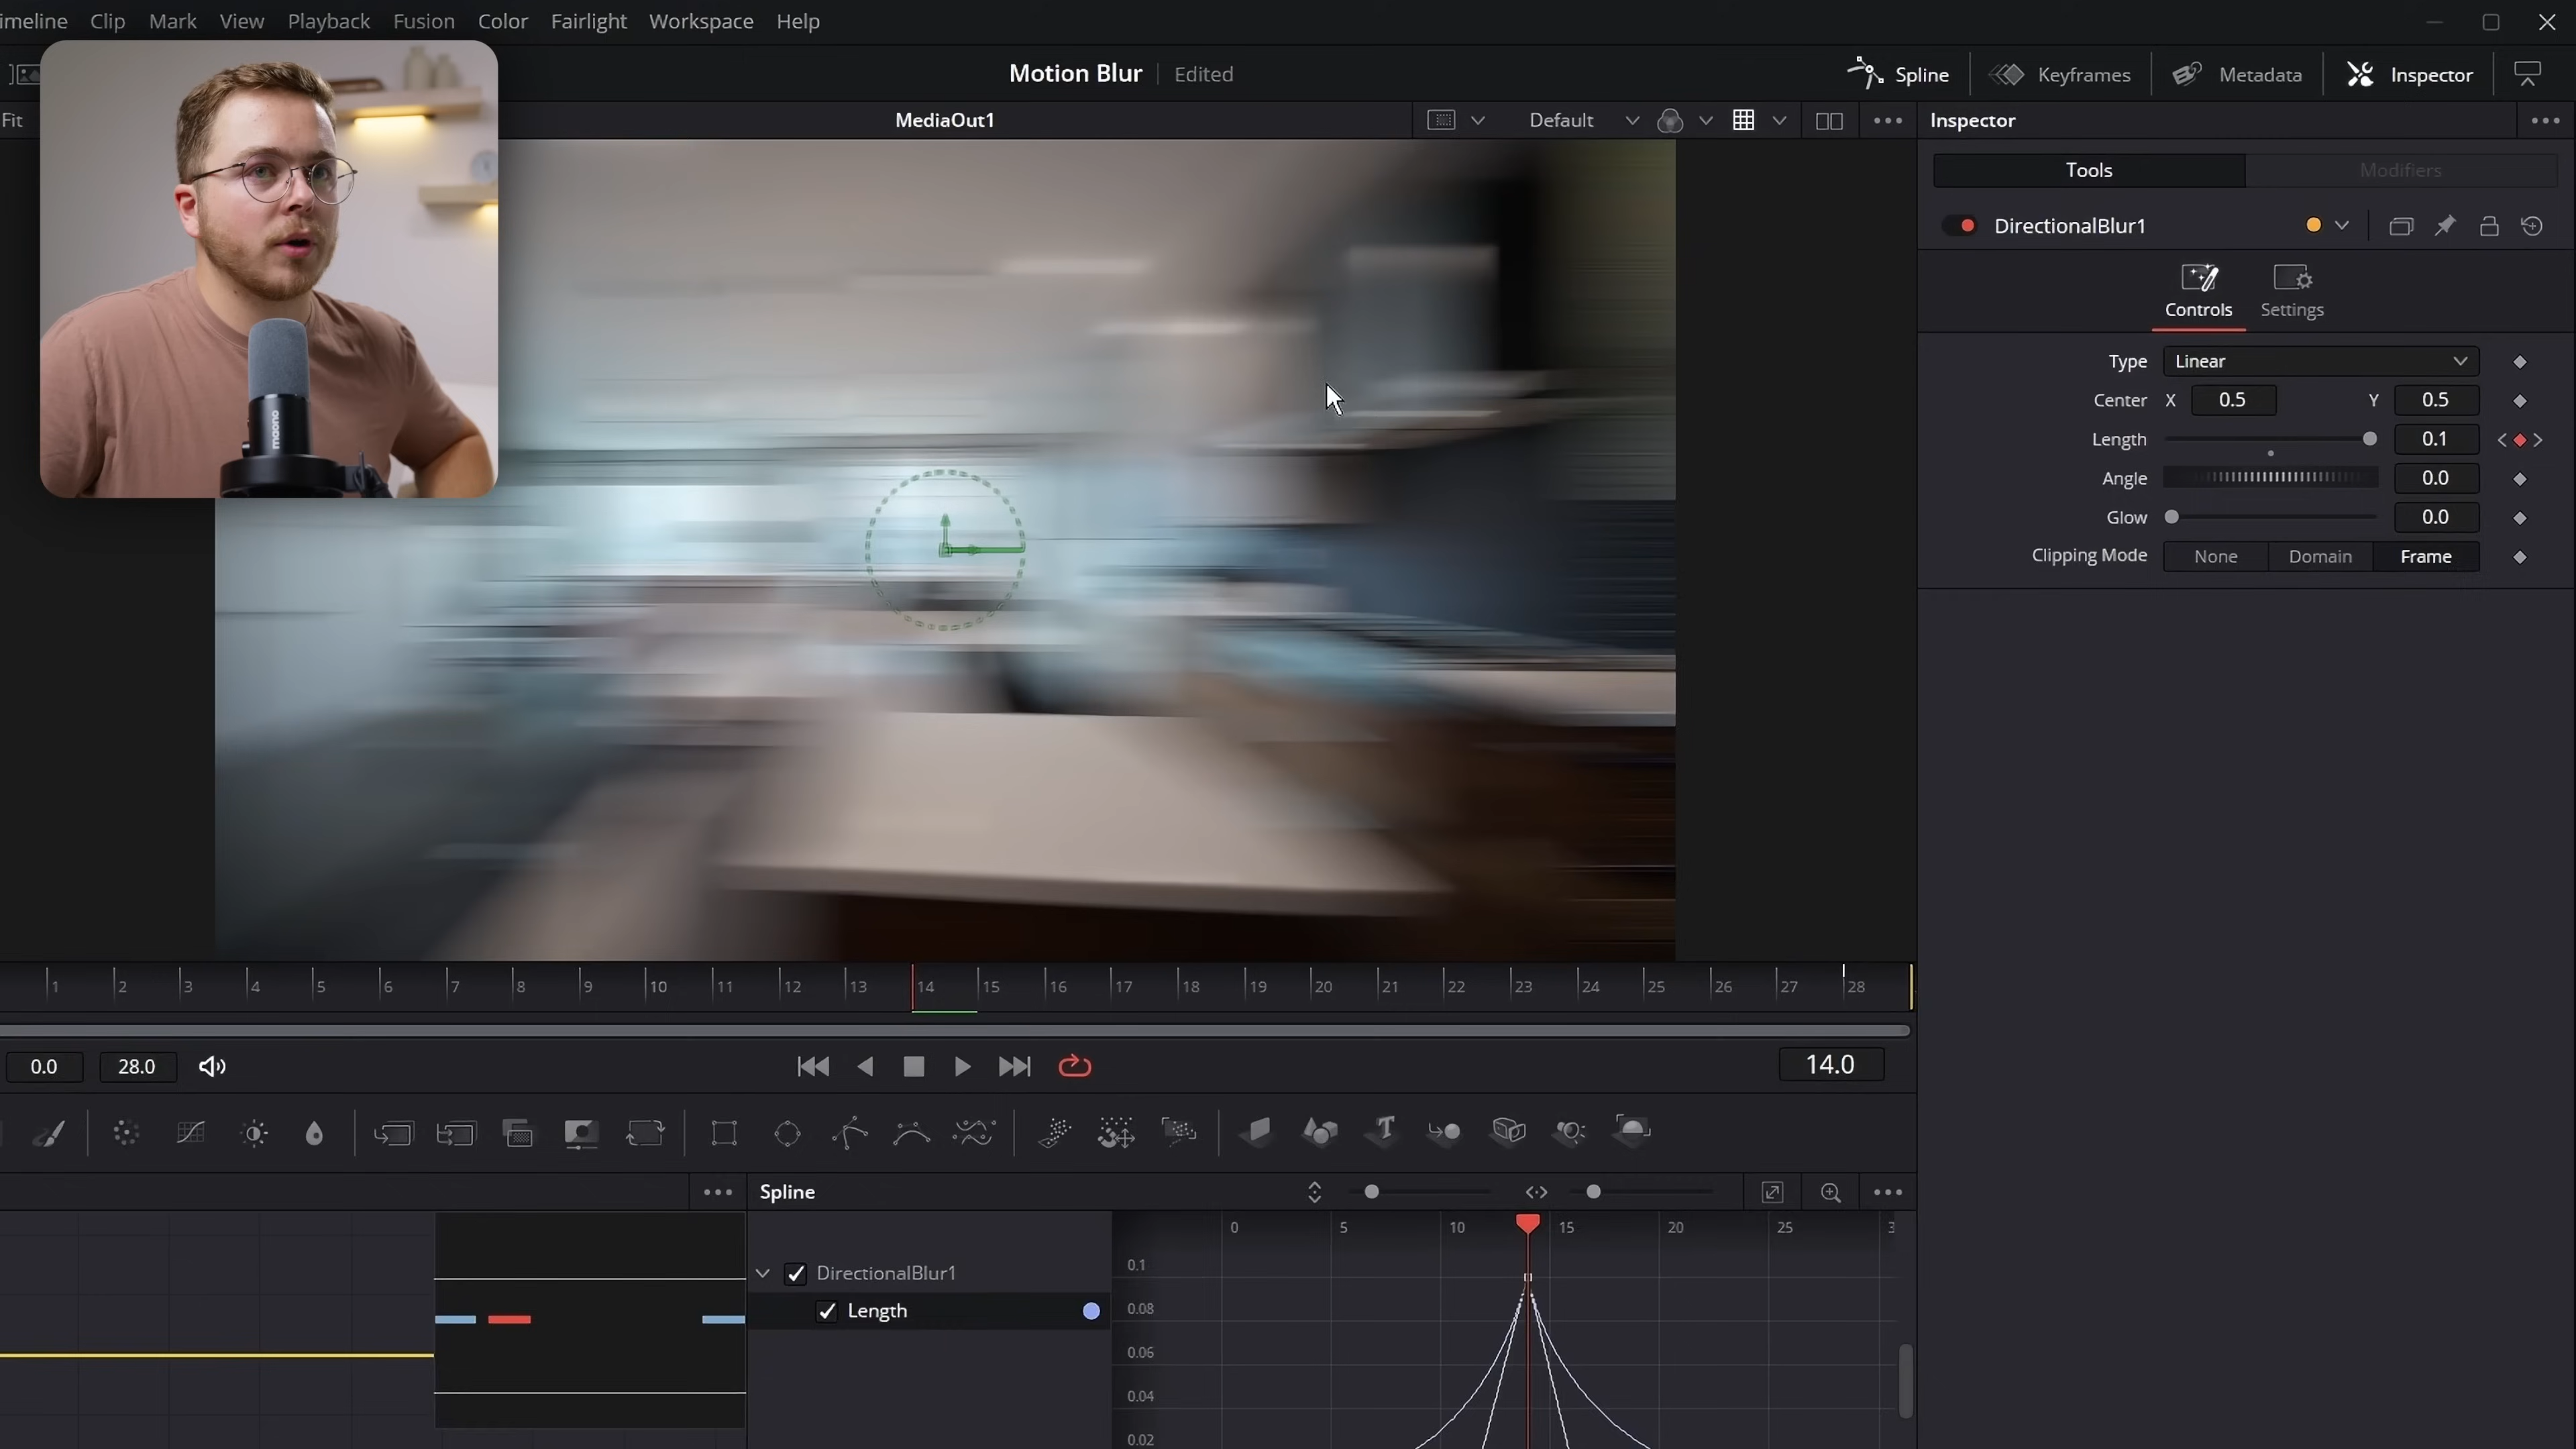 imeline Clip Mark View Playback Fusion Color Fairlight Workspace Help
Motion Blur Edited
Spline Keyframes Metadata Inspector
Fit
MediaOut1
Default
Inspector
Tools Modifiers
DirectionalBlur1
Controls Settings
Type Linear
Center X 0.5 Y 0.5
Length 0.1
Angle 0.0
Glow 0.0
Clipping Mode None Domain Frame
maono
1 2 3 4 5 6 7 8 9 10 11 12 13 14 15 16 17 18 19 20 21 22 23 24 25 26 27 28
0.0 28.0 14.0
Spline
0 5 10 15 20 25 3
DirectionalBlur1
Length
0.1
0.08
0.06
0.04
0.02